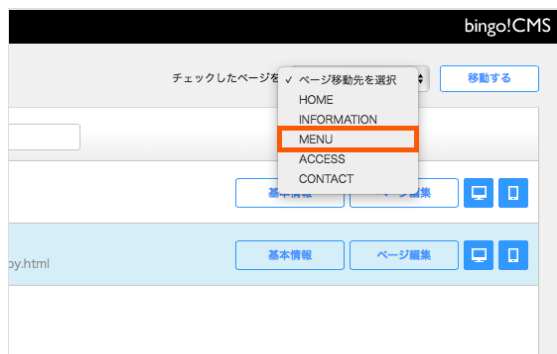 bingo!CMS
チェックしたページを
✓ ページ移動先を選択
移動する
HOME
INFORMATION
MENU
ACCESS
CONTACT
基本情報 ページ編集
基本情報 ページ編集
py.html